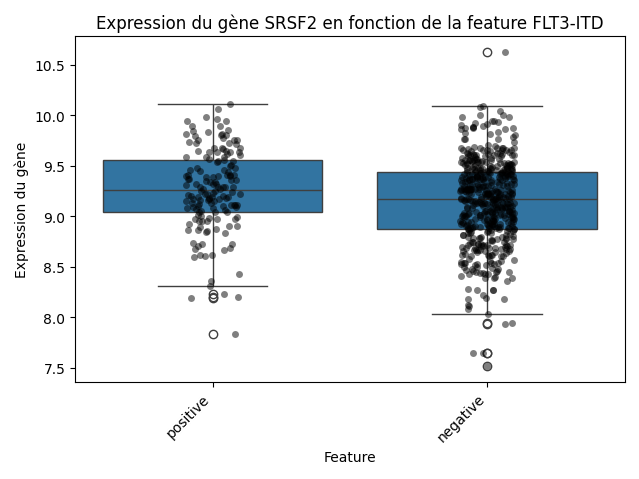 Expression du gène SRSF2 en fonction de la feature FLT3-ITD
10.5
10.0
9.5
9.0
8.5
8.0
7.5
Expression du gène
positive
negative
Feature